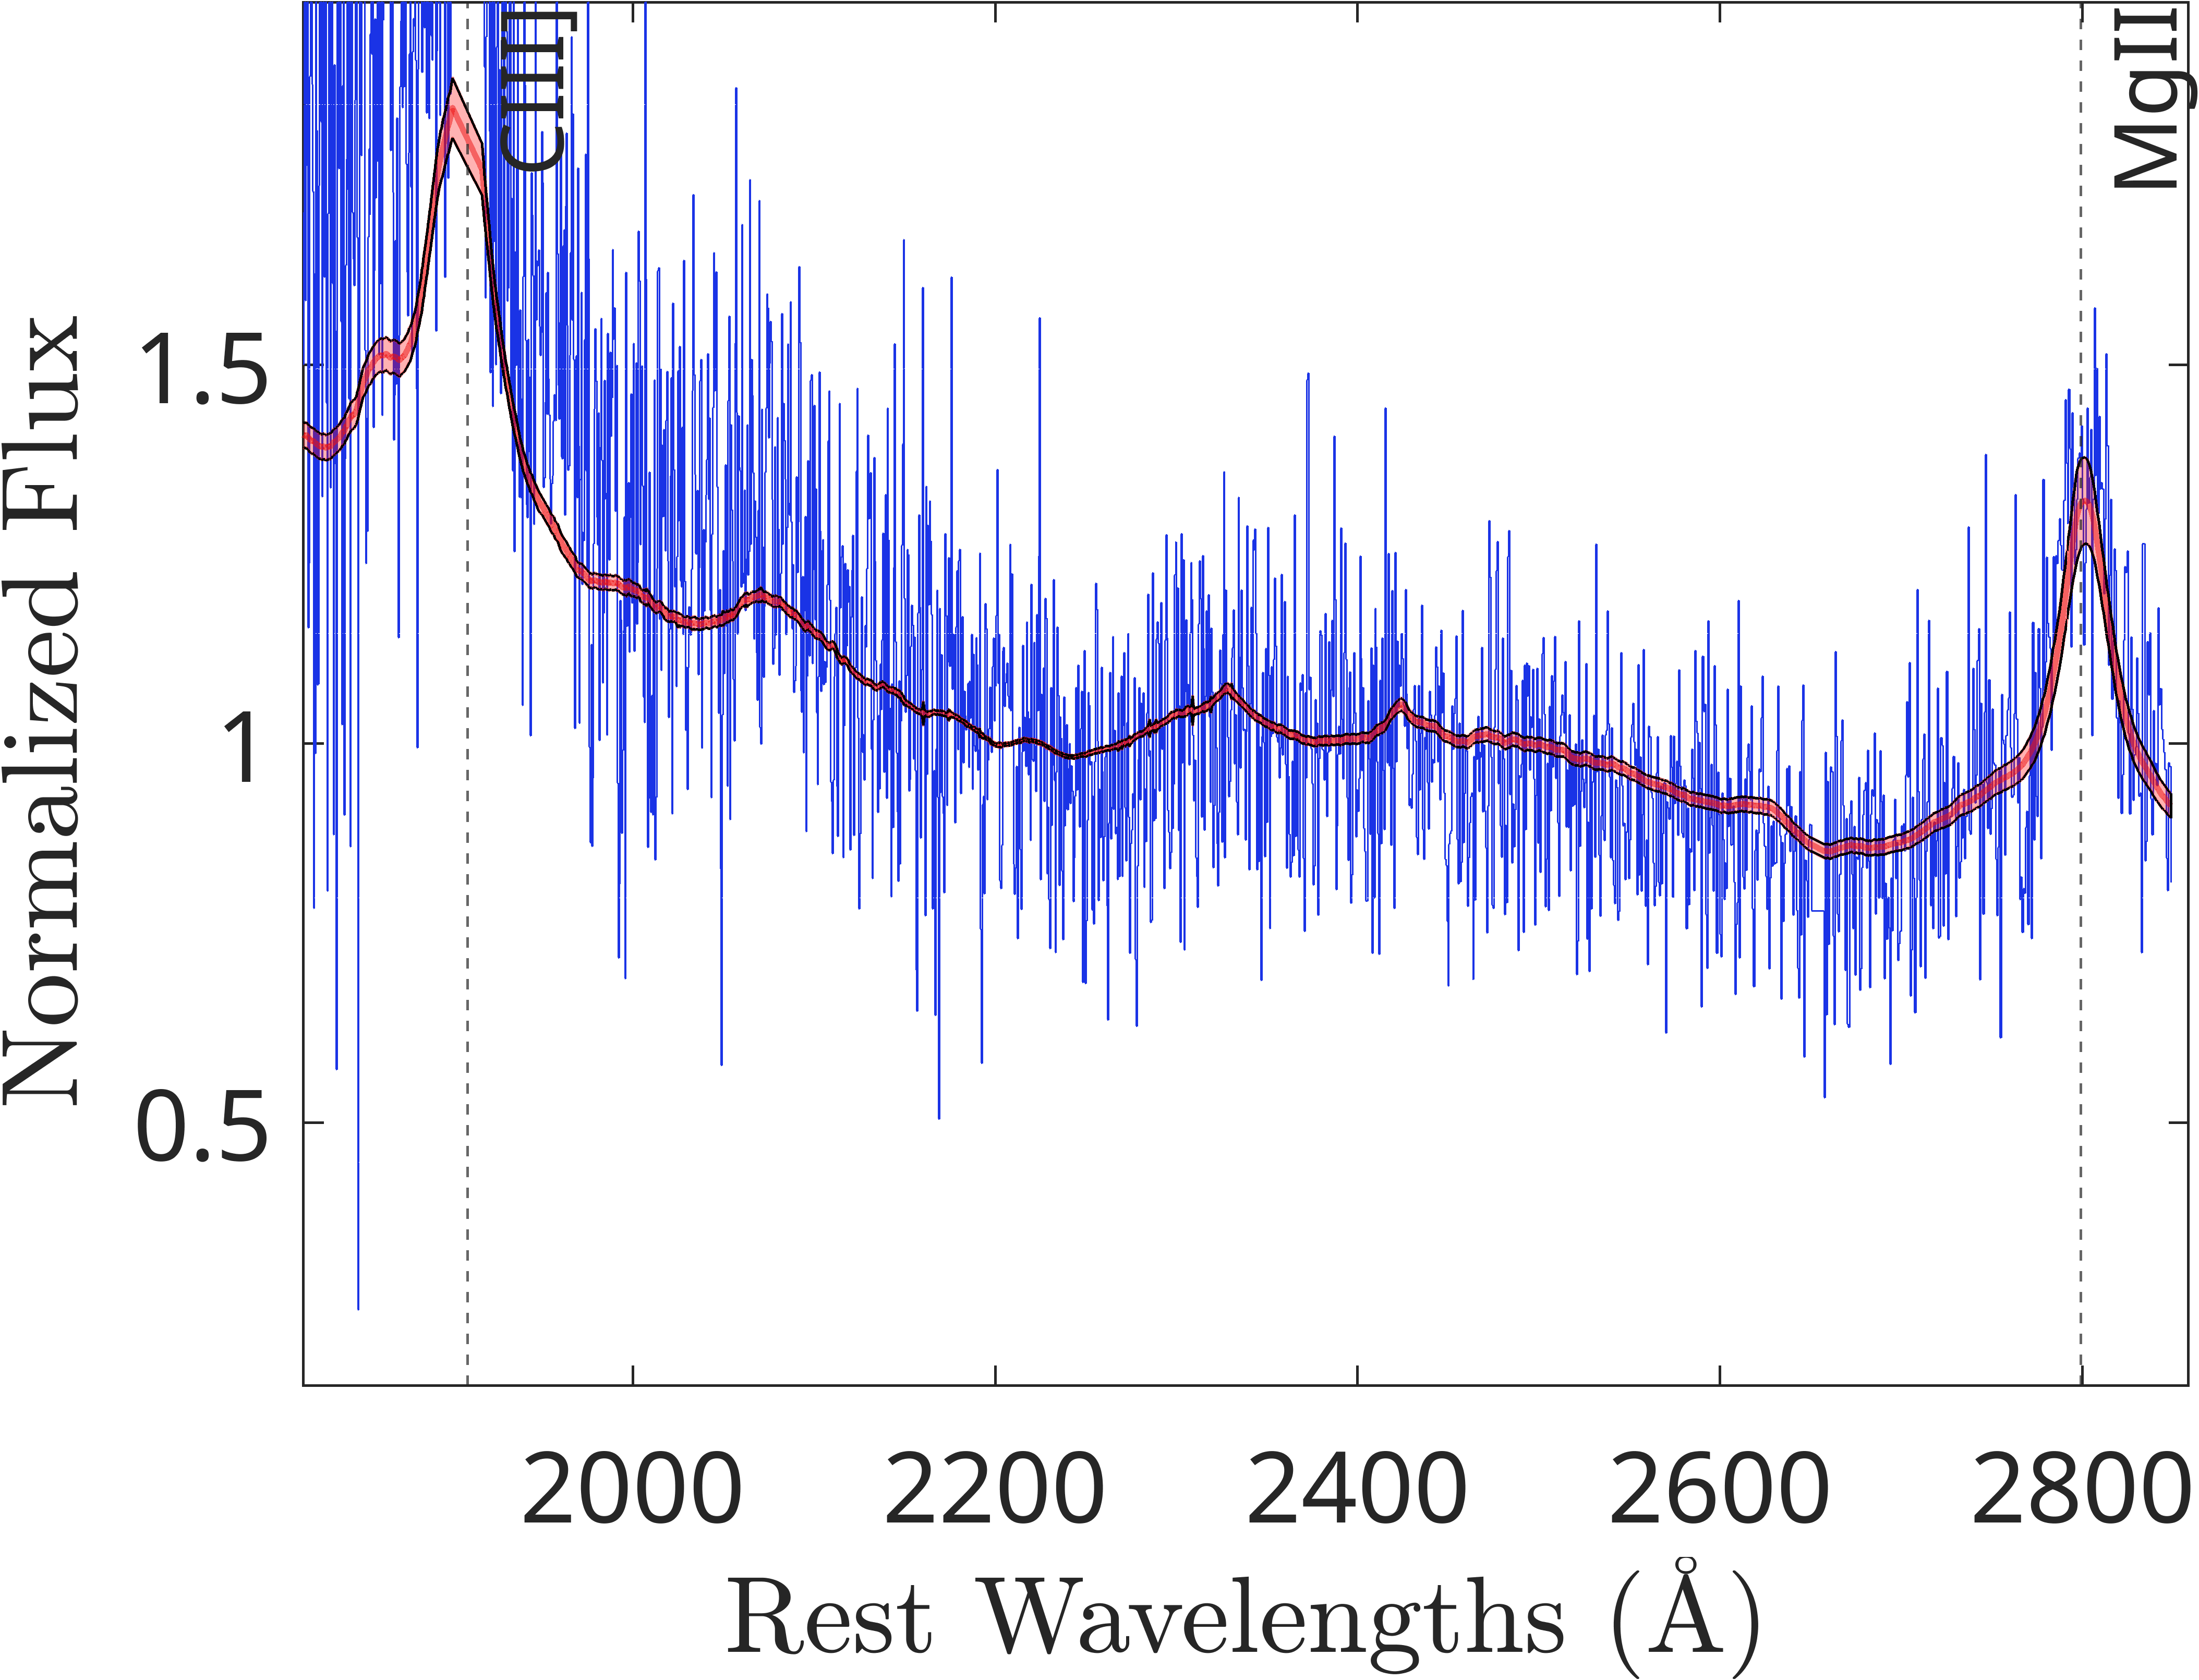 CIII]
MgII
Normalized Flux
1.5
1
0.5
2000
2200
2400
2600
2800
Rest Wavelengths (Å)